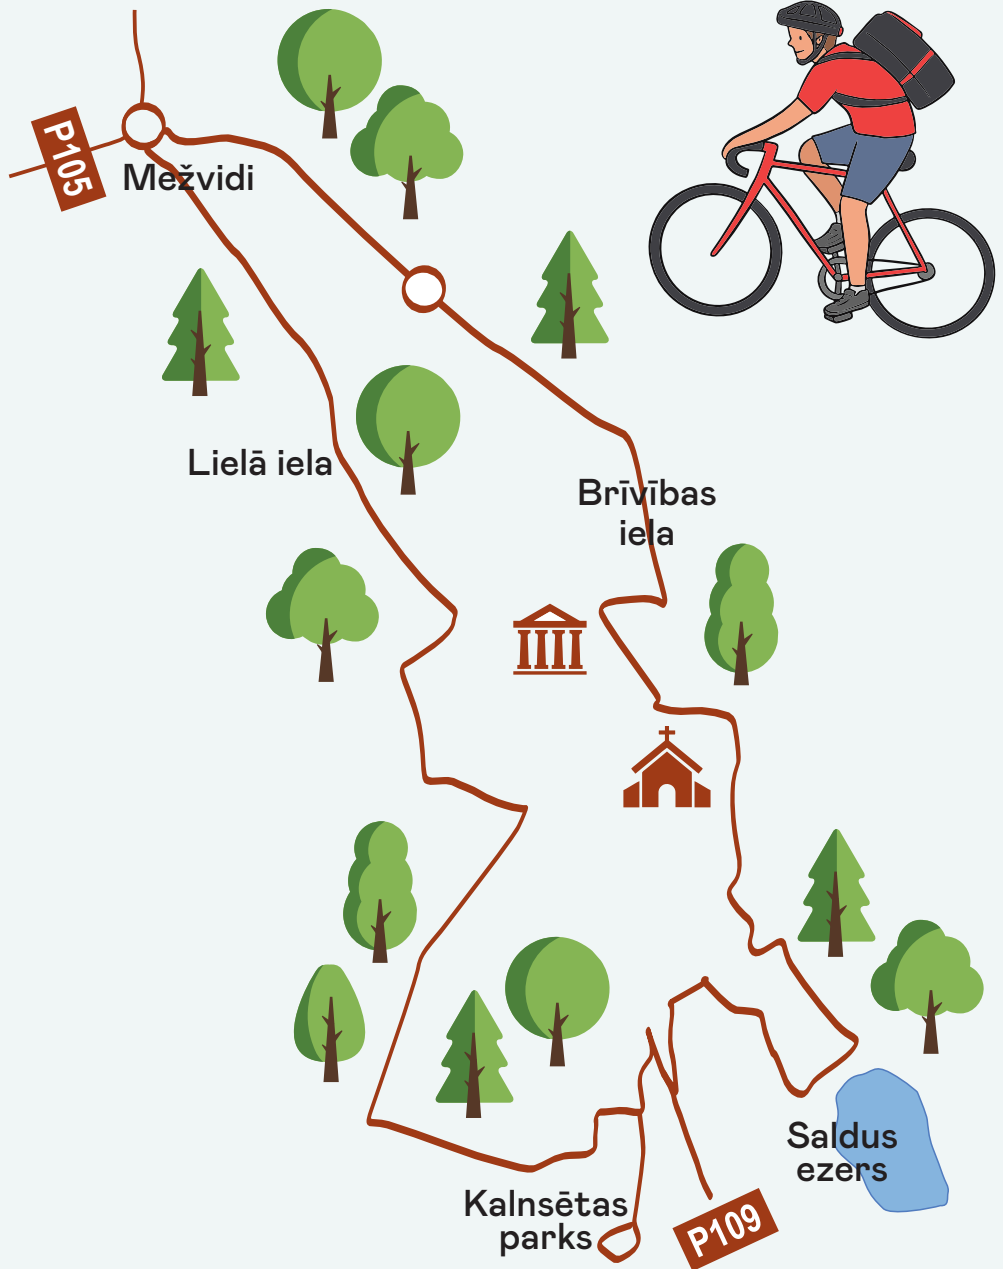 P105
Mežvidi
Lielā iela
Brīvības
iela
Saldus
ezers
Kalnsētas
parks
P109